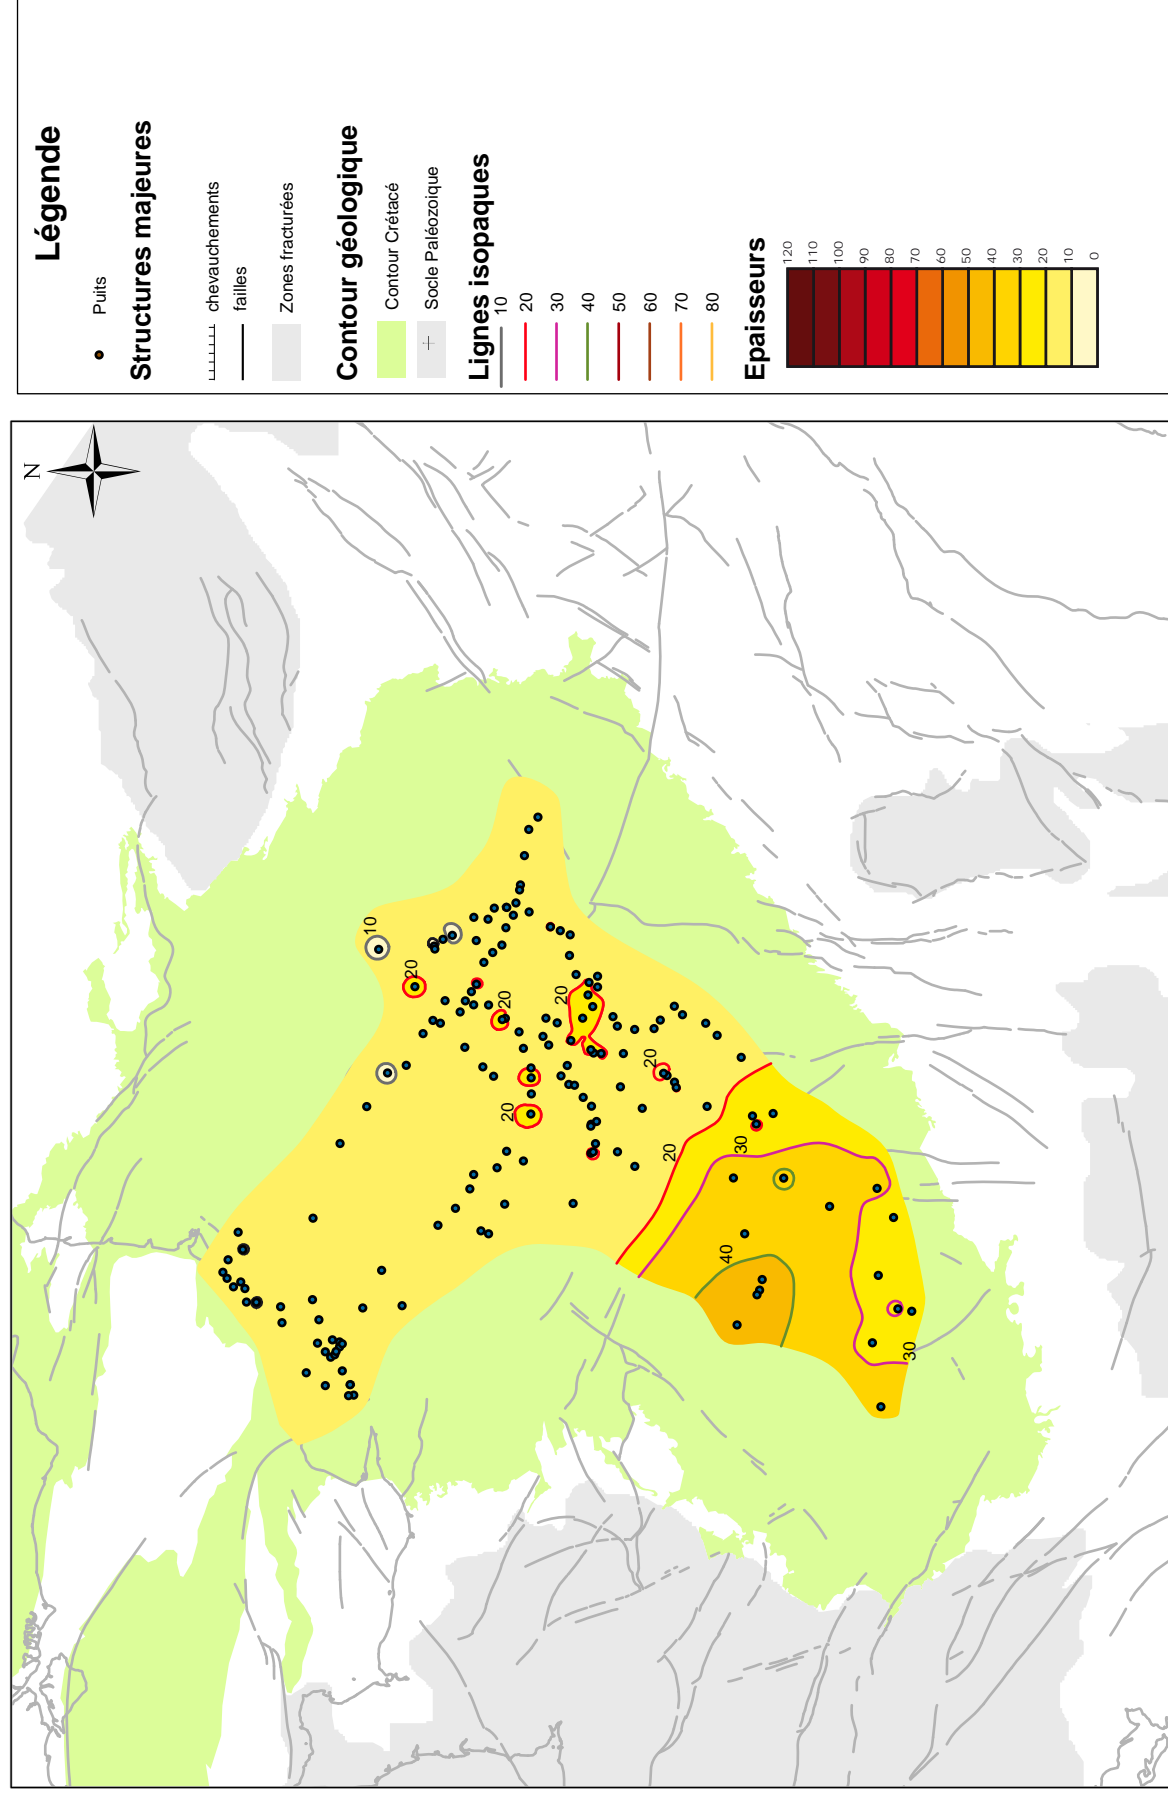 Légende
Puits
Structures majeures
chevauchements
failles
Zones fracturées
Contour géologique
Contour Crétacé
Socle Paléozoique
Lignes isopaques
10
20
30
40
50
60
70
80
Epaisseurs
120
110
100
90
80
70
60
50
40
30
20
10
0
N
10
20
20
20
20
20
20
30
40
30